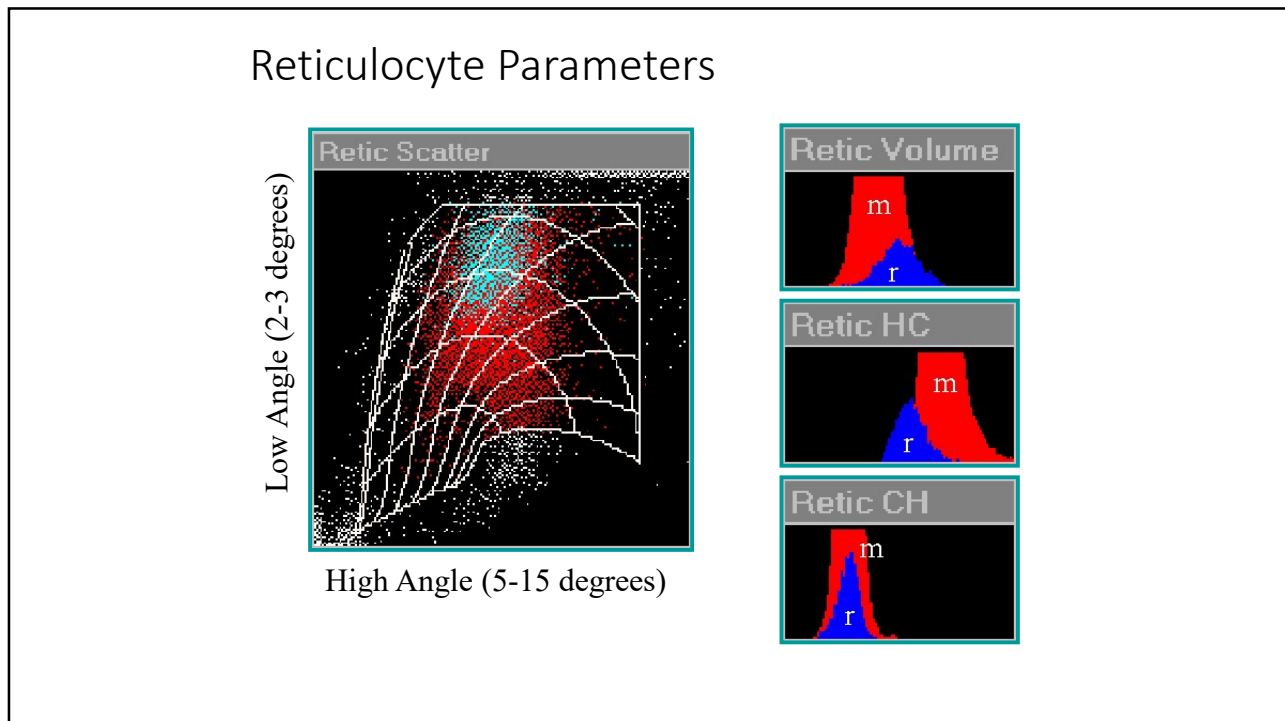 Reticulocyte Parameters
Retic Scatter
Low Angle (2-3 degrees)
High Angle (5-15 degrees)
Retic Volume
m
r
Retic HC
m
r
Retic CH
m
r